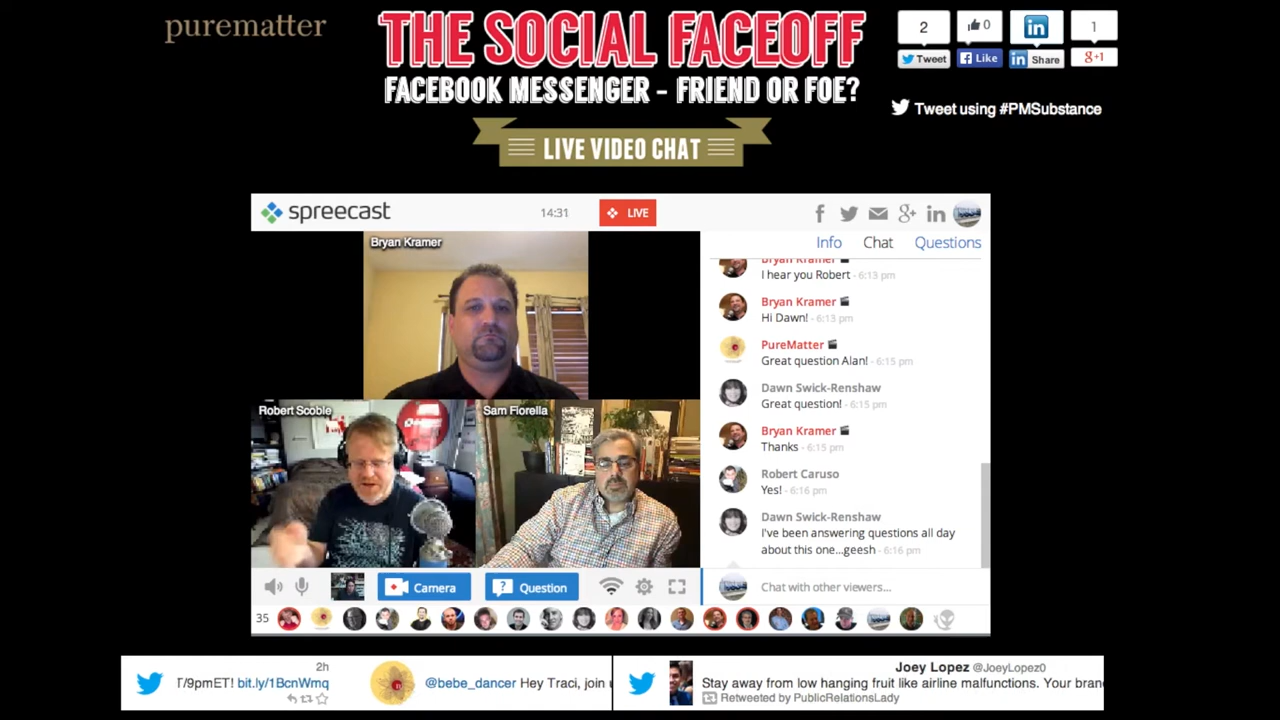 purematter
THE SOCIAL FACEOFF
FACEBOOK MESSENGER - FRIEND OR FOE?
LIVE VIDEO CHAT
2
0
1
Tweet
Like
Share
g+1
Tweet using #PMSubstance
spreecast
14:31
LIVE
Info
Chat
Questions
Bryan Kramer
Robert Scoble
Sam Fiorella
Bryan Kramer
I hear you Robert - 6:13 pm
Bryan Kramer
Hi Dawn! - 6:13 pm
PureMatter
Great question Alan! - 6:15 pm
Dawn Swick-Renshaw
Great question! - 6:15 pm
Bryan Kramer
Thanks - 6:15 pm
Robert Caruso
Yes! - 6:16 pm
Dawn Swick-Renshaw
I've been answering questions all day
about this one...geesh - 6:16 pm
Camera
Question
Chat with other viewers...
35
2h
T/9pmET! bit.ly/1BcnWmq
@bebe_dancer Hey Traci, join u
Joey Lopez @JoeyLopez0
Stay away from low hanging fruit like airline malfunctions. Your bran
Retweeted by PublicRelationsLady